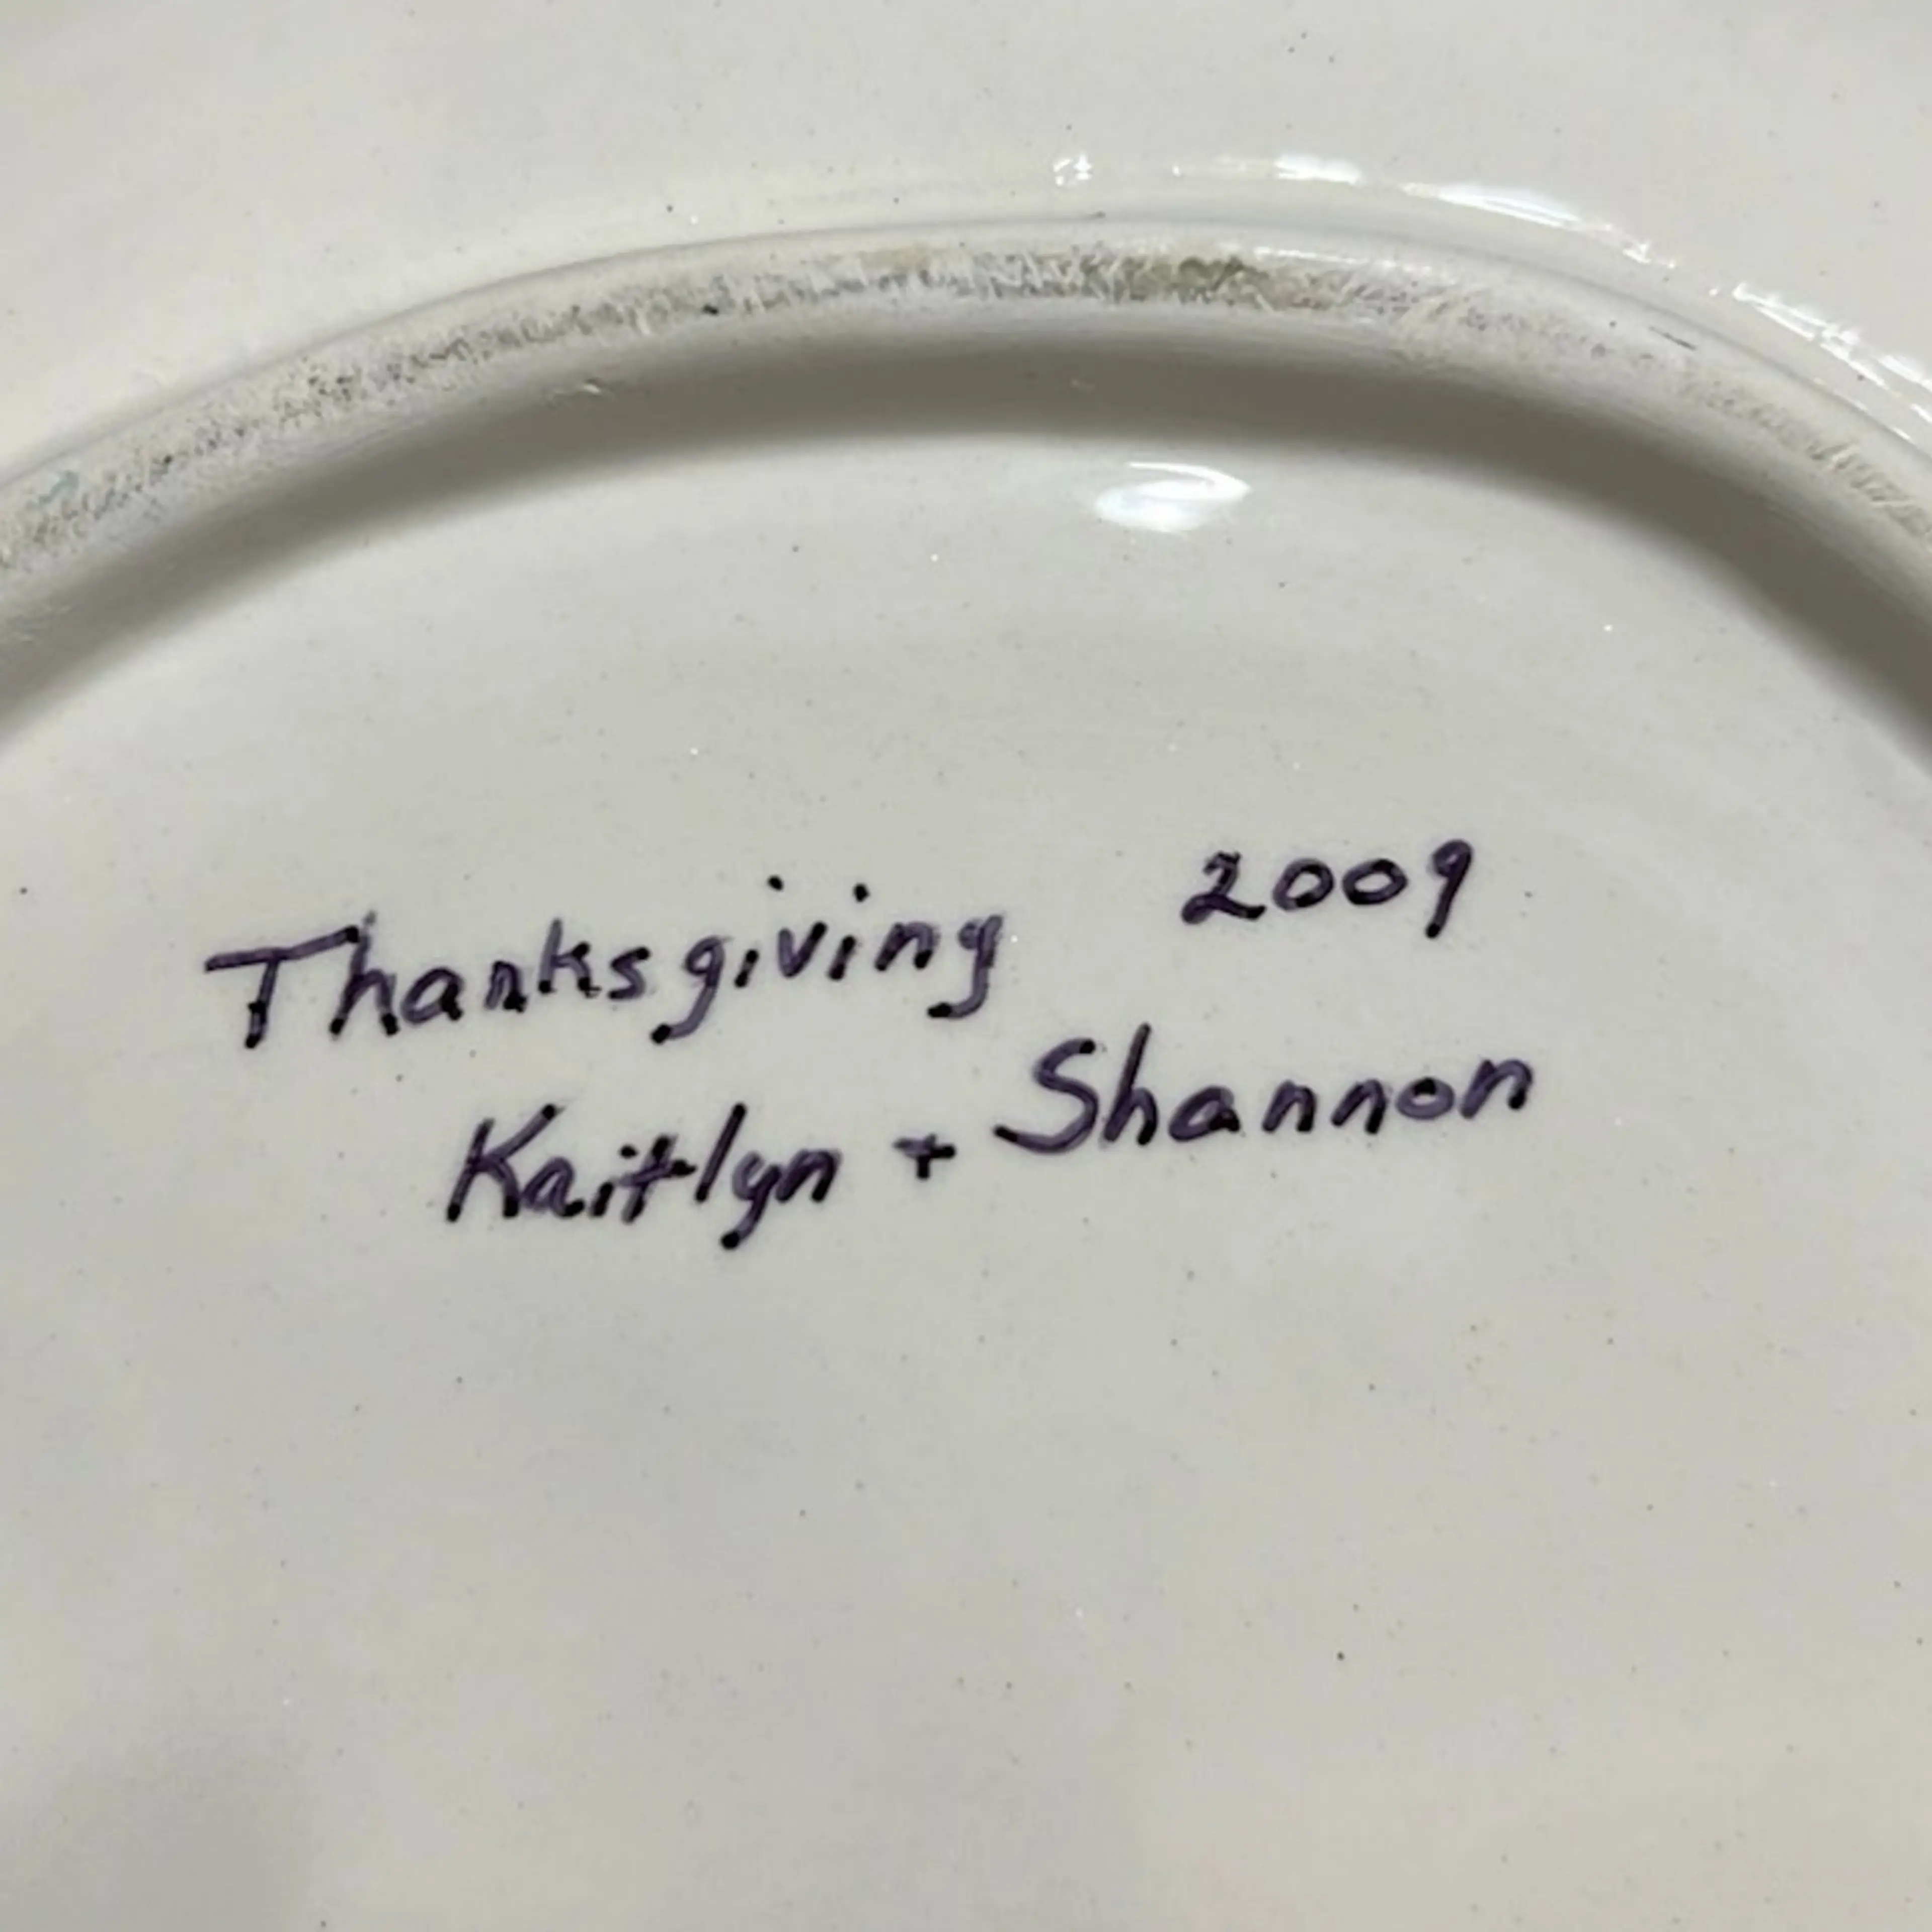 Thanksgiving 2009
Kaitlyn + Shannon